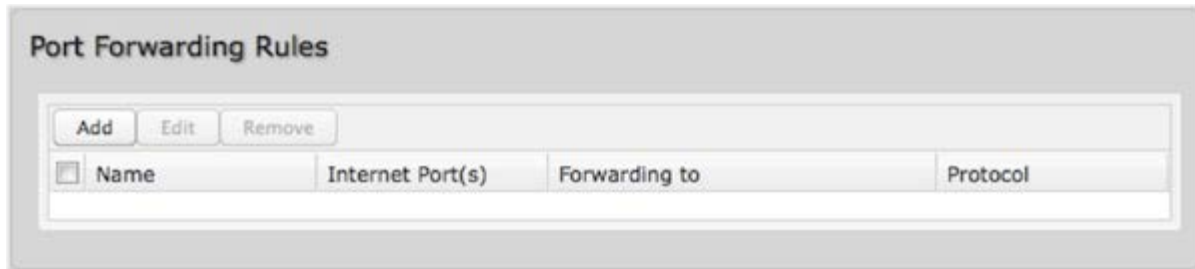 Port Forwarding Rules
Add Edit Remove
Name Internet Port(s) Forwarding to Protocol